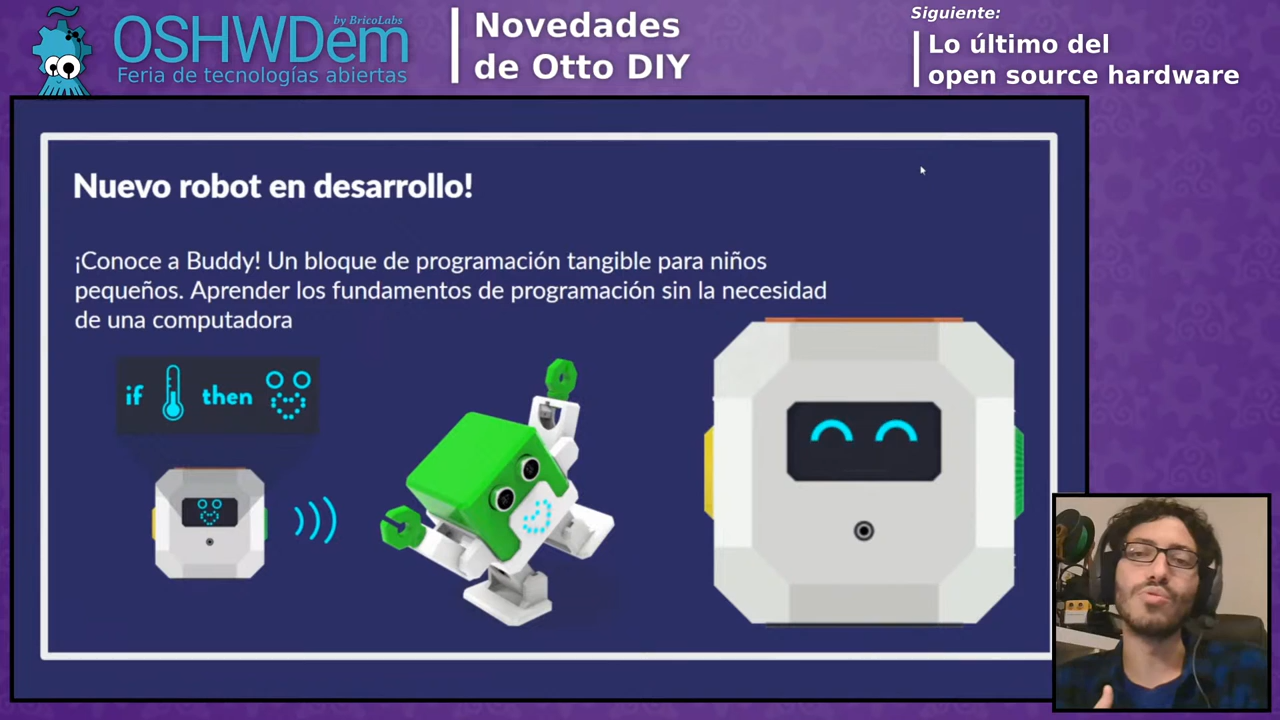 OSHWDem
by BricoLabs
Feria de tecnologías abiertas
Novedades
de Otto DIY
Siguiente:
Lo último del
open source hardware
Nuevo robot en desarrollo!
¡Conoce a Buddy! Un bloque de programación tangible para niños
pequeños. Aprender los fundamentos de programación sin la necesidad
de una computadora
if then